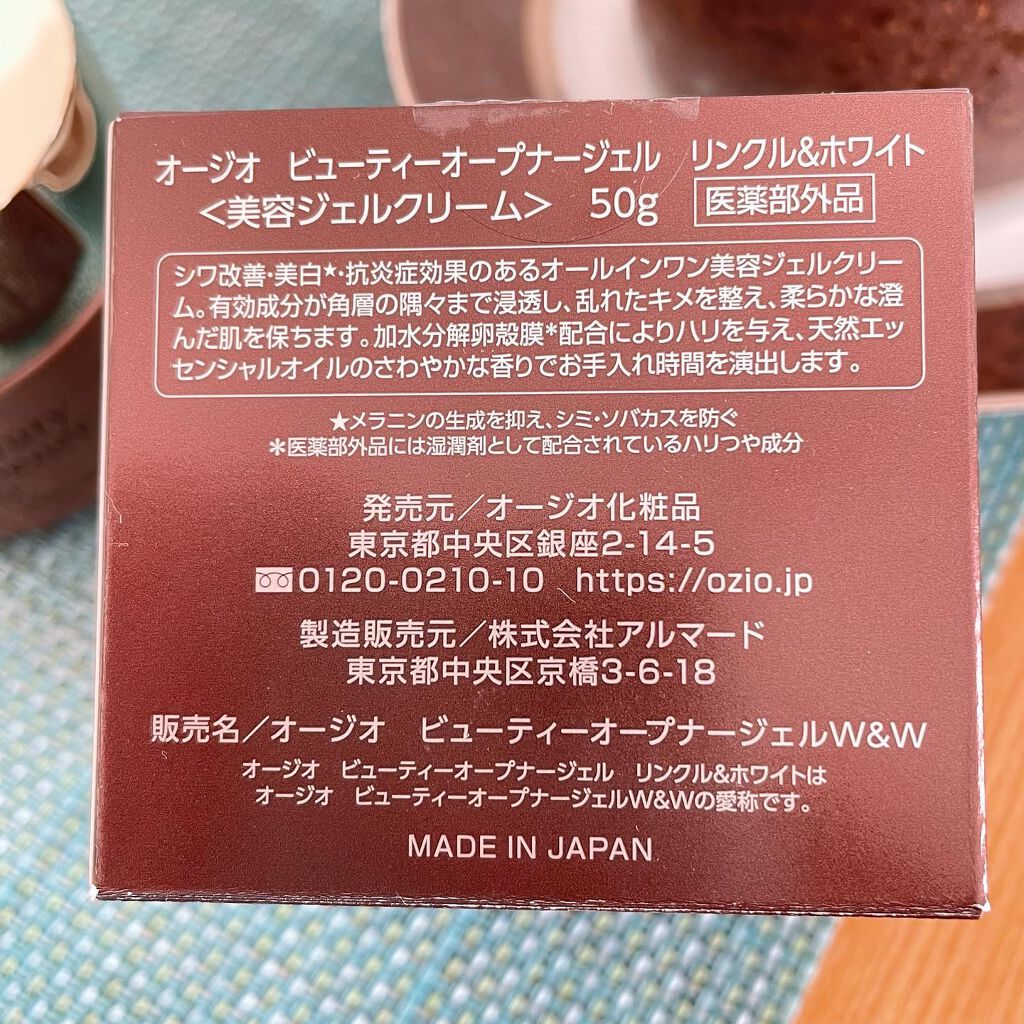 オージオ ビューティーオープナージェル リンクル&ホワイト
<美容ジェルクリーム> 50g 医薬部外品
シワ改善・美白★・抗炎症効果のあるオールインワン美容ジェルクリー
ム。有効成分が角層の隅々まで浸透し、乱れたキメを整え、柔らかな澄
んだ肌を保ちます。加水分解卵殻膜*配合によりハリを与え、天然エッ
センシャルオイルのさわやかな香りでお手入れ時間を演出します。
★メラニンの生成を抑え、シミ・ソバカスを防ぐ
*医薬部外品には湿潤剤として配合されているハリつや成分
発売元／オージオ化粧品
東京都中央区銀座2-14-5
0120-0210-10 https://ozio.jp
製造販売元／株式会社アルマード
東京都中央区京橋3-6-18
販売名／オージオ ビューティーオープナージェルW&W
オージオ ビューティーオープナージェル リンクル&ホワイトは
オージオ ビューティーオープナージェルW&Wの愛称です。
MADE IN JAPAN